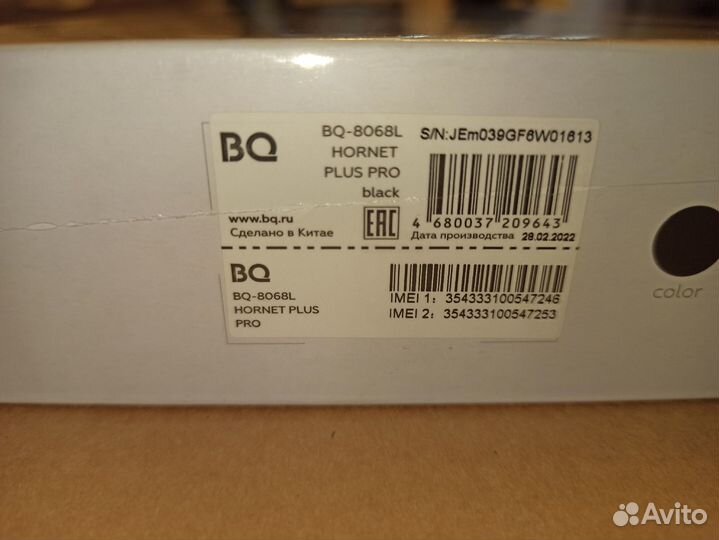 BQ
BQ-8068L
HORNET
PLUS PRO
black
S/N:JEm039GF6W01613
www.bq.ru
Сделано в Китае
EAC
4 680037 209643
Дата производства 28.02.2022
BQ
BQ-8068L
HORNET PLUS
PRO
IMEI 1: 354333100547246
IMEI 2: 354333100547253
color
Avito